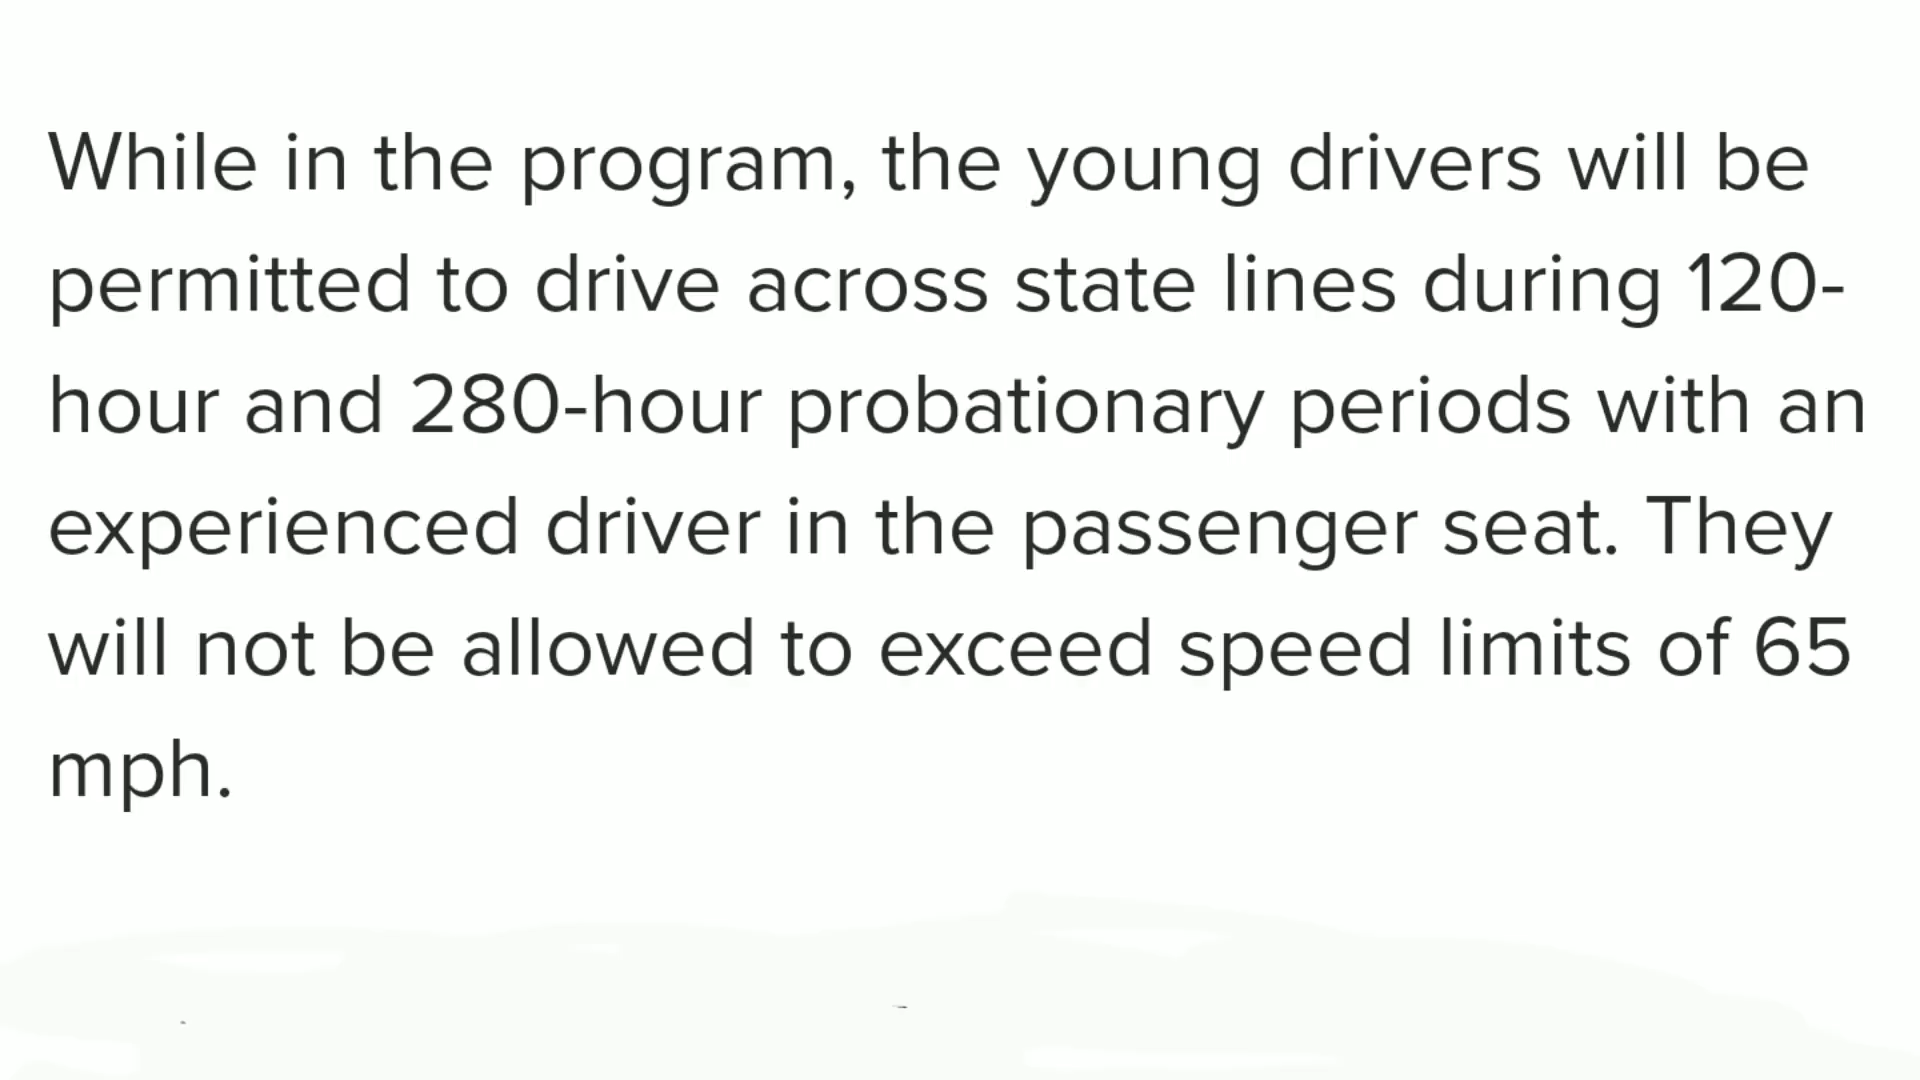 While in the program, the young drivers will be
permitted to drive across state lines during 120-
hour and 280-hour probationary periods with an
experienced driver in the passenger seat. They
will not be allowed to exceed speed limits of 65
mph.